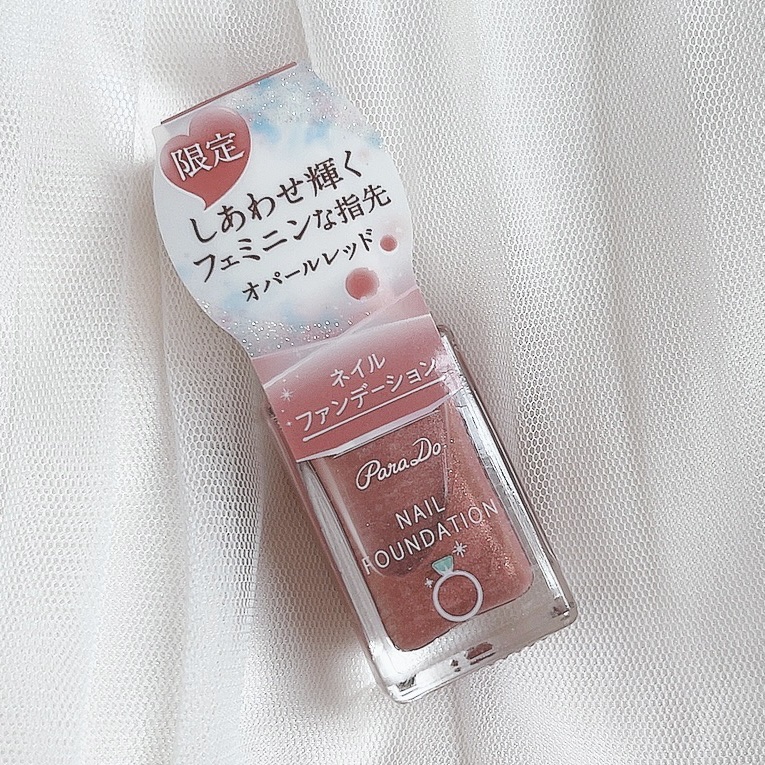 限定
しあわせ輝く
フェミニンな指先
オパールレッド
ネイル
ファンデーション
ParaDo
NAIL
FOUNDATION